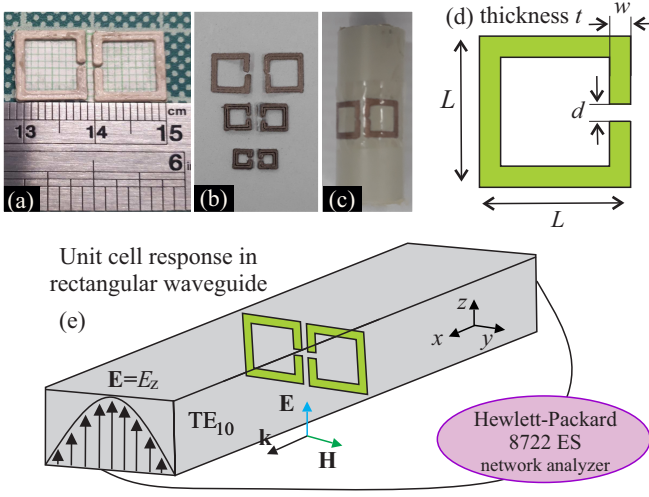 (a)
13
14
15
cm
6
in
(b)
(c)
(d) thickness t
w
L
d
L
Unit cell response in
rectangular waveguide
(e)
z
x
y
E=Ez
TE10
E
k
H
Hewlett-Packard
8722 ES
network analyzer